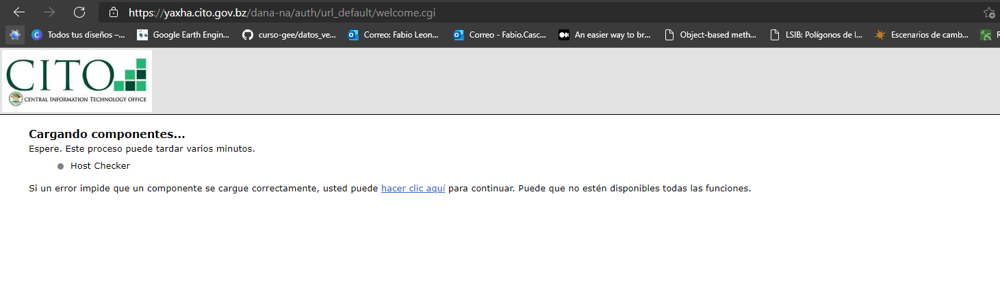 https://yaxha.cito.gov.bz/dana-na/auth/url_default/welcome.cgi
Todos tus diseños –... Google Earth Engin... curso-gee/datos_ve... Correo: Fabio Leon... Correo - Fabio.Casc... An easier way to br... Object-based meth... LSIB: Polígonos de l... Escenarios de camb... R
CITO
CENTRAL INFORMATION TECHNOLOGY OFFICE
Cargando componentes...
Espere. Este proceso puede tardar varios minutos.
Host Checker
Si un error impide que un componente se cargue correctamente, usted puede hacer clic aquí para continuar. Puede que no estén disponibles todas las funciones.